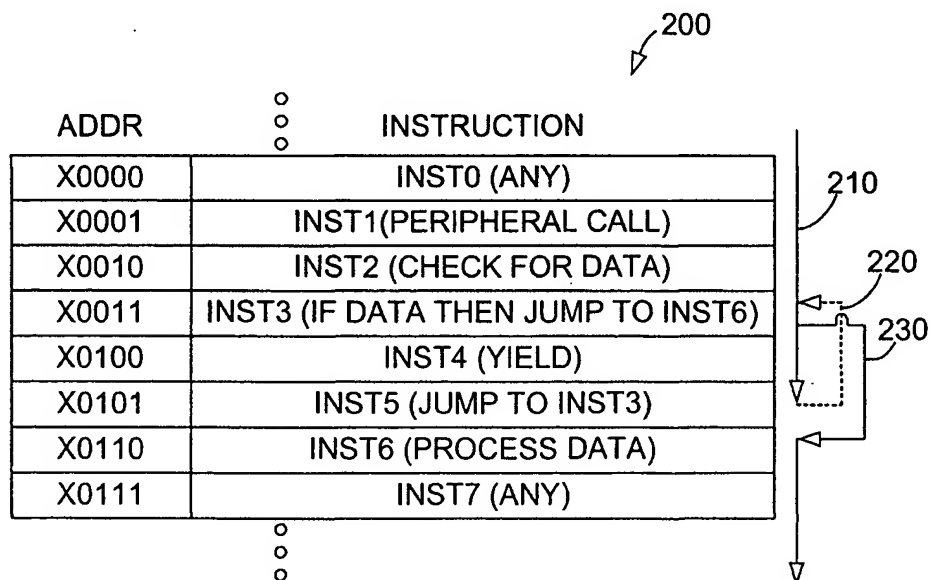 200
ADDR INSTRUCTION
X0000 INST0 (ANY)
X0001 INST1(PERIPHERAL CALL)
X0010 INST2 (CHECK FOR DATA)
X0011 INST3 (IF DATA THEN JUMP TO INST6)
X0100 INST4 (YIELD)
X0101 INST5 (JUMP TO INST3)
X0110 INST6 (PROCESS DATA)
X0111 INST7 (ANY)
210
220
230